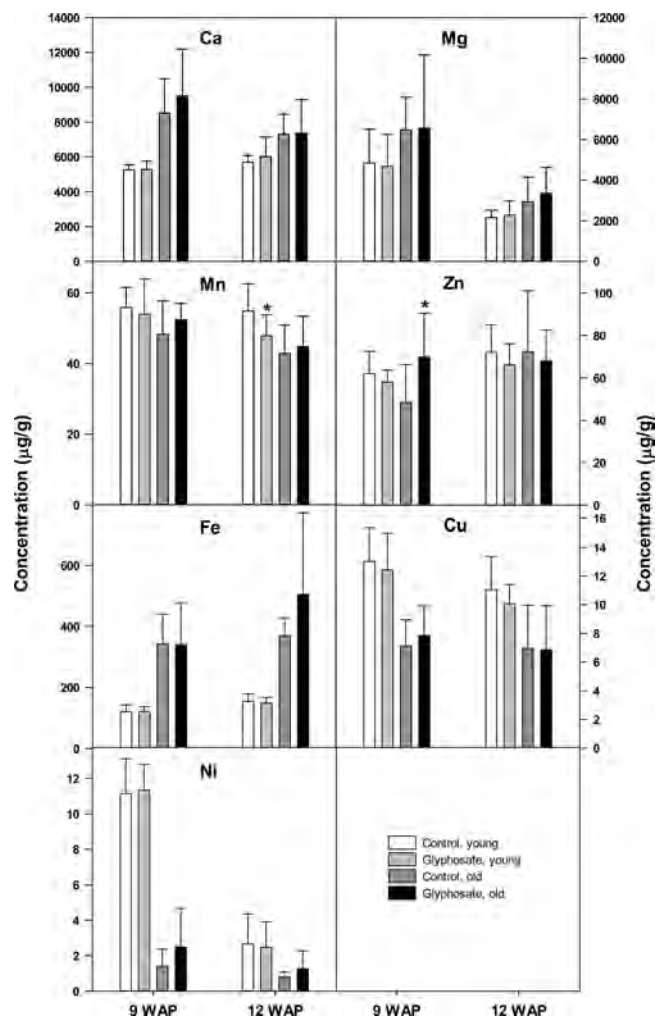 Ca
Mg
14000
12000
10000
8000
6000
4000
2000
0
12000
10000
8000
6000
4000
2000
0
Mn
Zn
60
40
20
0
*
*
100
80
60
40
20
0
Concentration (µg/g)
Concentration (µg/g)
Fe
Cu
600
400
200
16
14
12
10
8
6
4
2
0
Ni
12
10
8
6
4
2
0
Control, young
Glyphosate, young
Control, old
Glyphosate, old
9 WAP
12 WAP
9 WAP
12 WAP